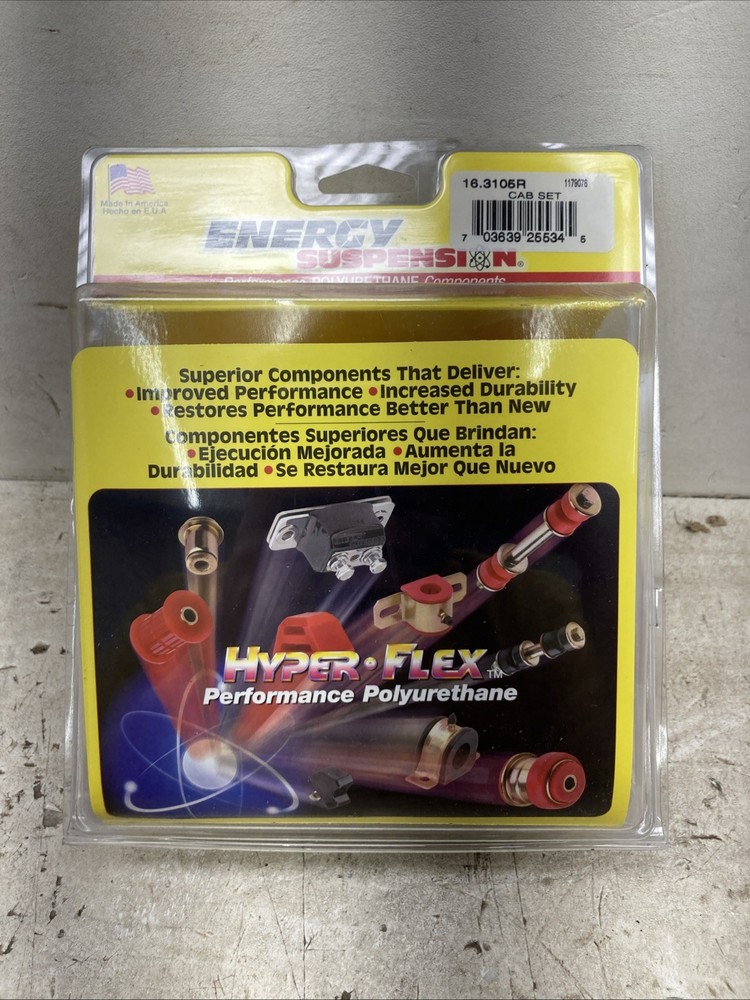 Made in America
Hecho en E.U.A
16.3105R 1179076
CAB SET
7 03639 25534 5
ENERGY
SUSPENSION®
Performance POLYURETHANE Components
Superior Components That Deliver:
•Improved Performance •Increased Durability
•Restores Performance Better Than New
Componentes Superiores Que Brindan:
•Ejecución Mejorada •Aumenta la
Durabilidad •Se Restaura Mejor Que Nuevo
HYPER•FLEX™
Performance Polyurethane